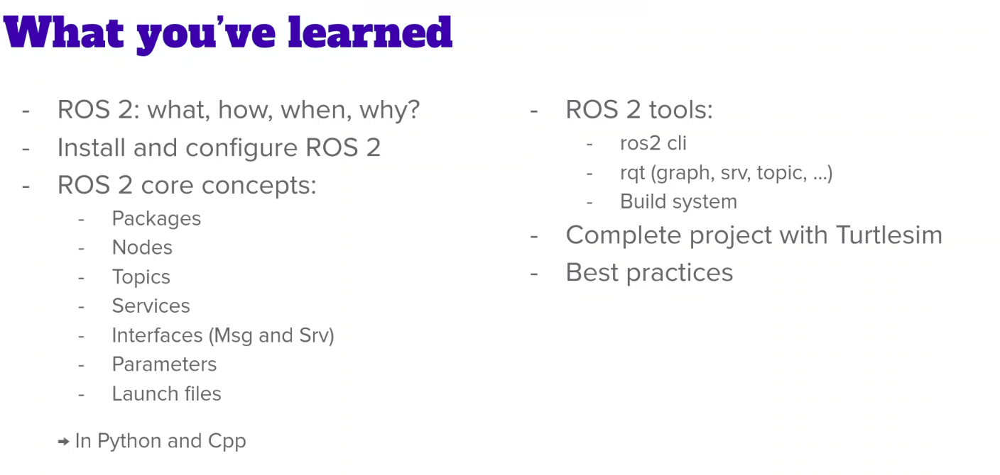 What you’ve learned
- ROS 2: what, how, when, why?
- Install and configure ROS 2
- ROS 2 core concepts:
- Packages
- Nodes
- Topics
- Services
- Interfaces (Msg and Srv)
- Parameters
- Launch files
→ In Python and Cpp
- ROS 2 tools:
- ros2 cli
- rqt (graph, srv, topic, ...)
- Build system
- Complete project with Turtlesim
- Best practices